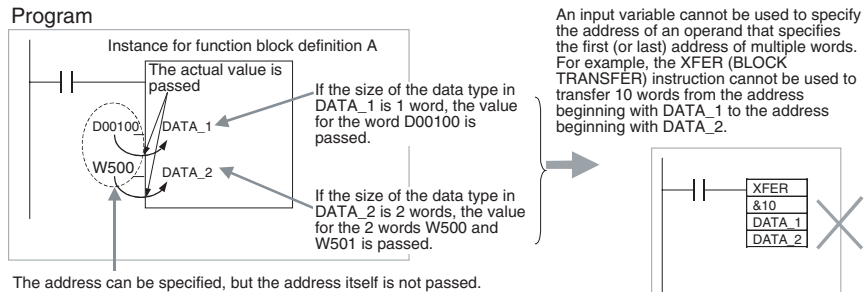 Program
Instance for function block definition A
The actual value is
passed
D00100
DATA_1
W500
DATA_2
If the size of the data type in
DATA_1 is 1 word, the value
for the word D00100 is
passed.
If the size of the data type in
DATA_2 is 2 words, the value
for the 2 words W500 and
W501 is passed.
The address can be specified, but the address itself is not passed.
An input variable cannot be used to specify
the address of an operand that specifies
the first (or last) address of multiple words.
For example, the XFER (BLOCK
TRANSFER) instruction cannot be used to
transfer 10 words from the address
beginning with DATA_1 to the address
beginning with DATA_2.
XFER
&10
DATA_1
DATA_2